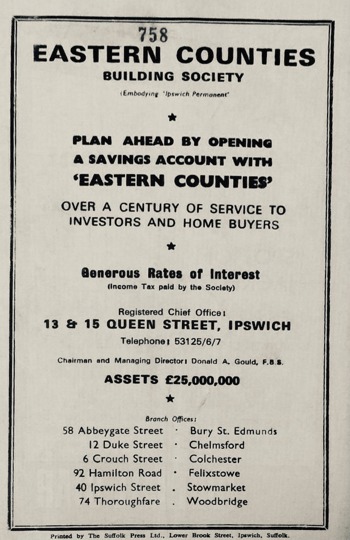 758
EASTERN COUNTIES
BUILDING SOCIETY
(Embodying "Ipswich Permanent"
PLAN AHEAD BY OPENING
A SAVINGS ACCOUNT WITH
'EASTERN COUNTIES'
OVER A CENTURY OF SERVICE TO
INVESTORS AND HOME BUYERS
Generous Rates of Interest
(Income Tax paid by the Society)
Registered Chief Office:
13 & 15 QUEEN STREET, IPSWICH
Telephone: 53125/6/7
Chairman and Managing Director: Donald A. Gould, F.B.S.
ASSETS £25,000,000
Branch Offices:
58 Abbeygate Street · Bury St. Edmunds
12 Duke Street · Chelmsford
6 Crouch Street · Colchester
92 Hamilton Road · Felixstowe
40 Ipswich Street . Stowmarket
74 Thoroughfare . Woodbridge
Printed by The Suffolk Press Ltd., Lower Brook Street, Ipswich, Suffolk.